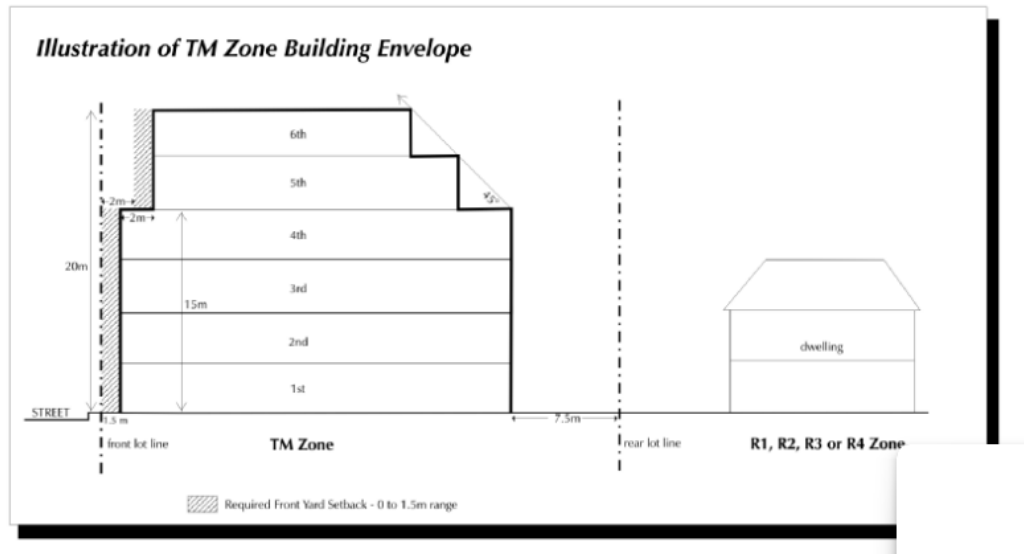 Illustration of TM Zone Building Envelope
6th
5th
45°
2m
2m
4th
20m
3rd
15m
2nd
dwelling
1st
STREET
1.5 m
7.5m
front lot line
TM Zone
rear lot line
R1, R2, R3 or R4 Zone
Required Front Yard Setback - 0 to 1.5m range